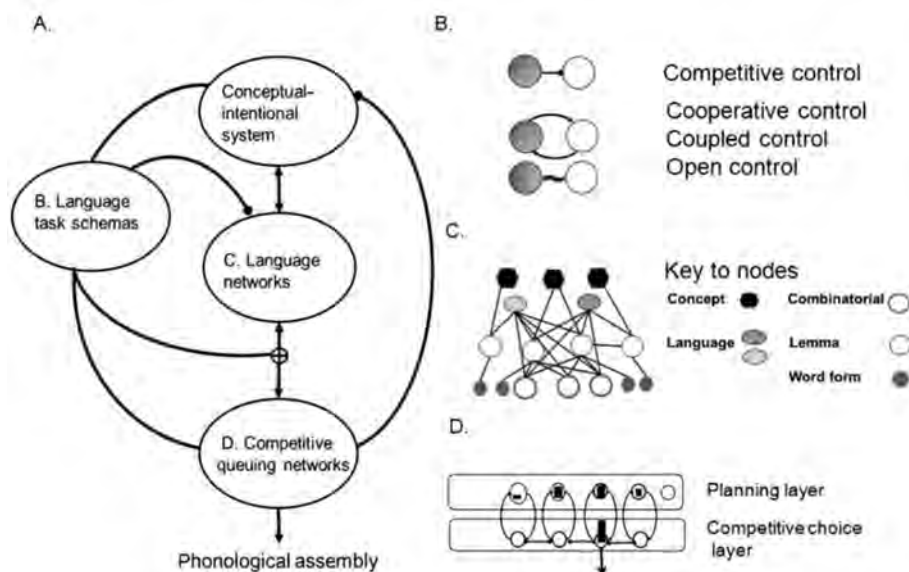 A.
Conceptual-
intentional
system
B. Language
task schemas
C. Language
networks
D. Competitive
queuing networks
Phonological assembly
B.
Competitive control
Cooperative control
Coupled control
Open control
C.
Key to nodes
Concept
Combinatorial
Language
Lemma
Word form
D.
Planning layer
Competitive choice
layer